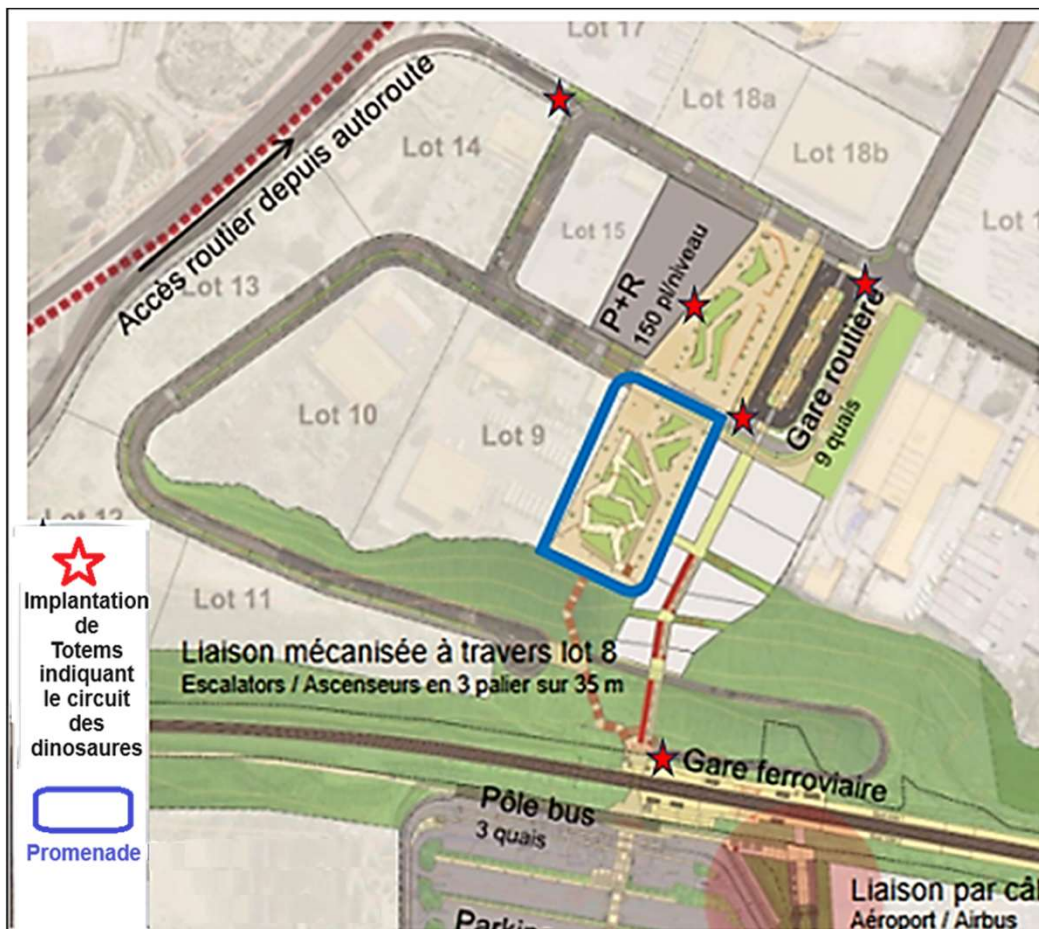 Lot 17
Lot 18a
Lot 14
Lot 18b
Accès routier depuis autoroute
Lot 15
P+R
150 pl/niveau
Lot 13
Gare routière
9 quais
Lot 10
Lot 9
Implantation
de
Totems
indiquant
le circuit
des
dinosaures
Promenade
Lot 11
Liaison mécanisée à travers lot 8
Escalators / Ascenseurs en 3 palier sur 35 m
Gare ferroviaire
Pôle bus
3 quais
Liaison par câ
Aéroport / Airbus